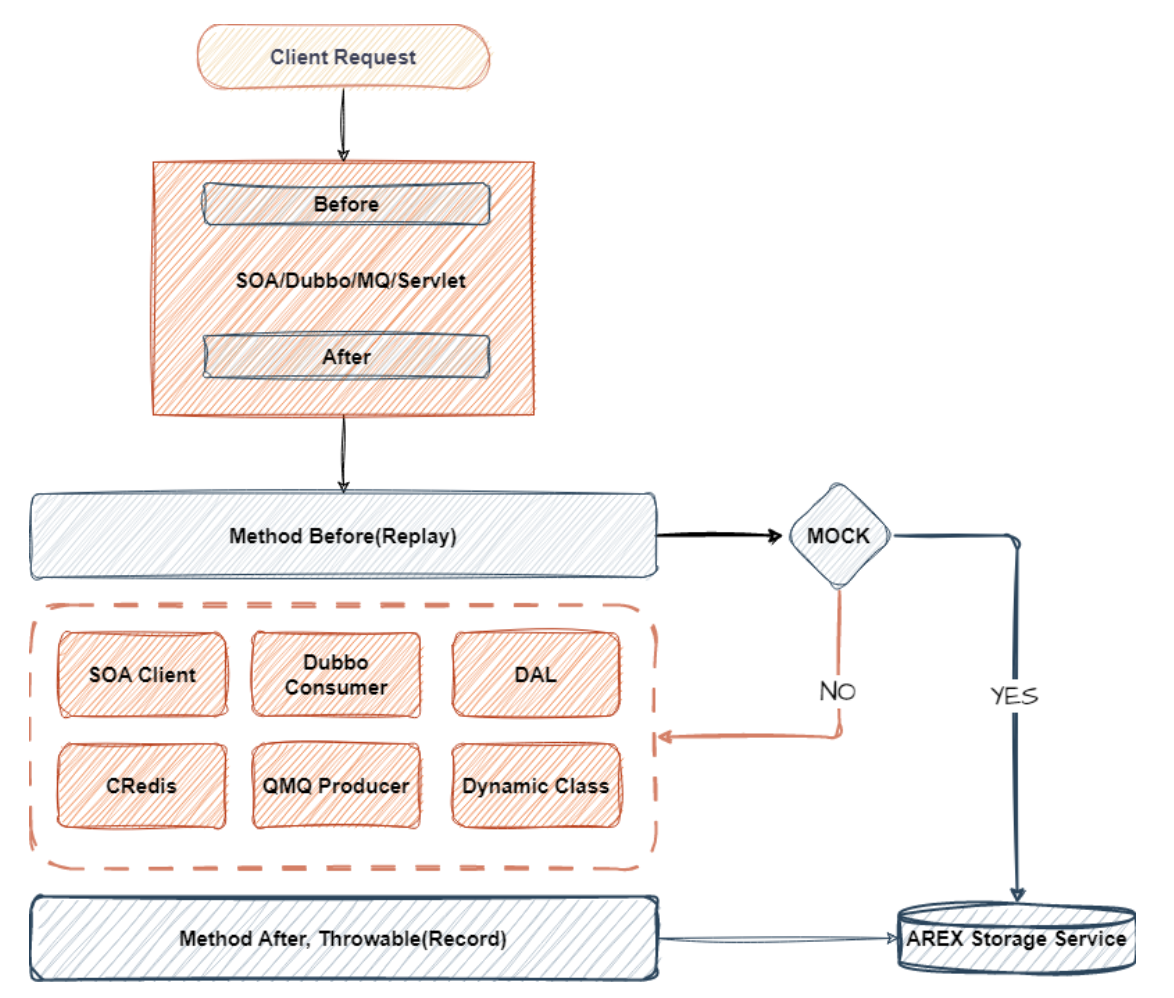 Client Request
Before
SOA/Dubbo/MQ/Servlet
After
Method Before(Replay)
MOCK
SOA Client
Dubbo
Consumer
DAL
NO
YES
CRedis
QMQ Producer
Dynamic Class
Method After, Throwable(Record)
AREX Storage Service